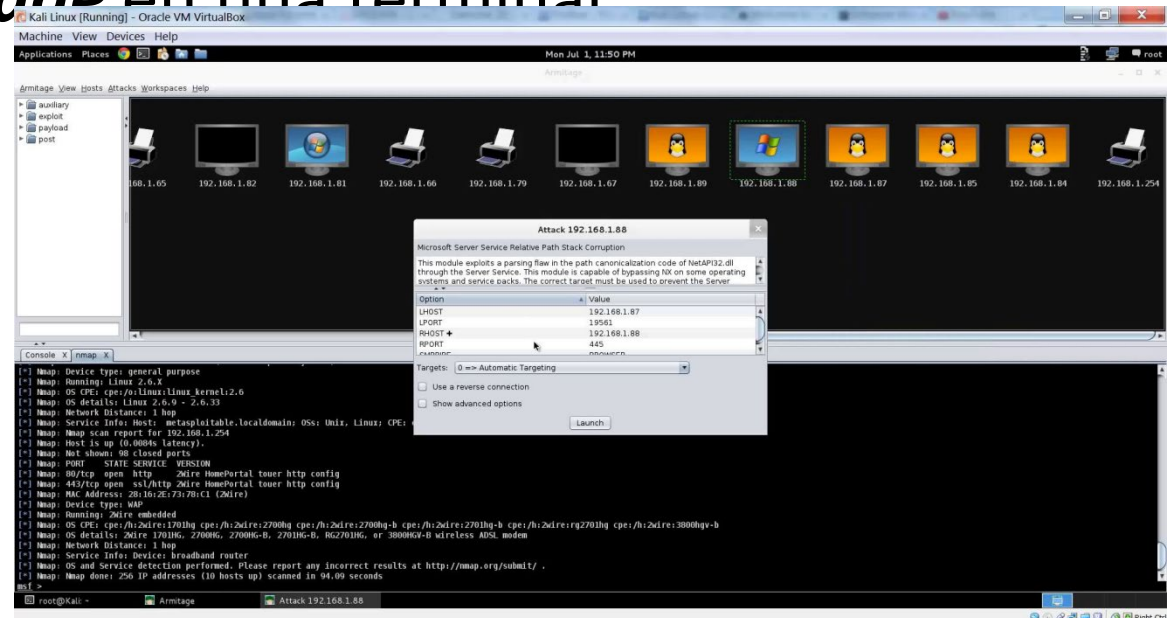 en una terminal
Kali Linux [Running] - Oracle VM VirtualBox
Machine View Devices Help
Applications Places Mon Jul 1, 11:50 PM root
Armitage
Armitage View Hosts Attacks Workspaces Help
auxiliary
exploit
payload
post
168.1.65 192.168.1.82 192.168.1.81 192.168.1.66 192.168.1.79 192.168.1.67 192.168.1.89 192.168.1.88 192.168.1.87 192.168.1.85 192.168.1.84 192.168.1.254
Attack 192.168.1.88
Microsoft Server Service Relative Path Stack Corruption
This module exploits a parsing flaw in the path canonicalization code of NetAPI32.dll
through the Server Service. This module is capable of bypassing NX on some operating
systems and service packs. The correct target must be used to prevent the Server
Option Value
LHOST 192.168.1.87
LPORT 19561
RHOST + 192.168.1.88
RPORT 445
Targets: 0 => Automatic Targeting
Use a reverse connection
Show advanced options
Launch
Console X nmap X
[*] Nmap: Device type: general purpose
[*] Nmap: Running: Linux 2.6.X
[*] Nmap: OS CPE: cpe:/o:linux:linux_kernel:2.6
[*] Nmap: OS details: Linux 2.6.9 - 2.6.33
[*] Nmap: Network Distance: 1 hop
[*] Nmap: Service Info: Host: metasploitable.localdomain; OSs: Unix, Linux; CPE:
[*] Nmap: Nmap scan report for 192.168.1.254
[*] Nmap: Host is up (0.0084s latency).
[*] Nmap: Not shown: 98 closed ports
[*] Nmap: PORT STATE SERVICE VERSION
[*] Nmap: 80/tcp open http 2Wire HomePortal touer http config
[*] Nmap: 443/tcp open ssl/http 2Wire HomePortal touer http config
[*] Nmap: MAC Address: 28:16:2E:73:78:C1 (2Wire)
[*] Nmap: Device type: WAP
[*] Nmap: Running: 2Wire embedded
[*] Nmap: OS CPE: cpe:/h:2wire:1701hg cpe:/h:2wire:2700hg cpe:/h:2wire:2700hg-b cpe:/h:2wire:2701hg-b cpe:/h:2wire:rg2701hg cpe:/h:2wire:3800hgv-b
[*] Nmap: OS details: 2Wire 1701HG, 2700HG, 2700HG-B, 2701HG-B, RG2701HG, or 3800HGV-B wireless ADSL modem
[*] Nmap: Network Distance: 1 hop
[*] Nmap: Service Info: Device: broadband router
[*] Nmap: OS and Service detection performed. Please report any incorrect results at http://nmap.org/submit/ .
[*] Nmap: Nmap done: 256 IP addresses (10 hosts up) scanned in 94.09 seconds
msf >
root@Kali: ~ Armitage Attack 192.168.1.88
Right Ctrl